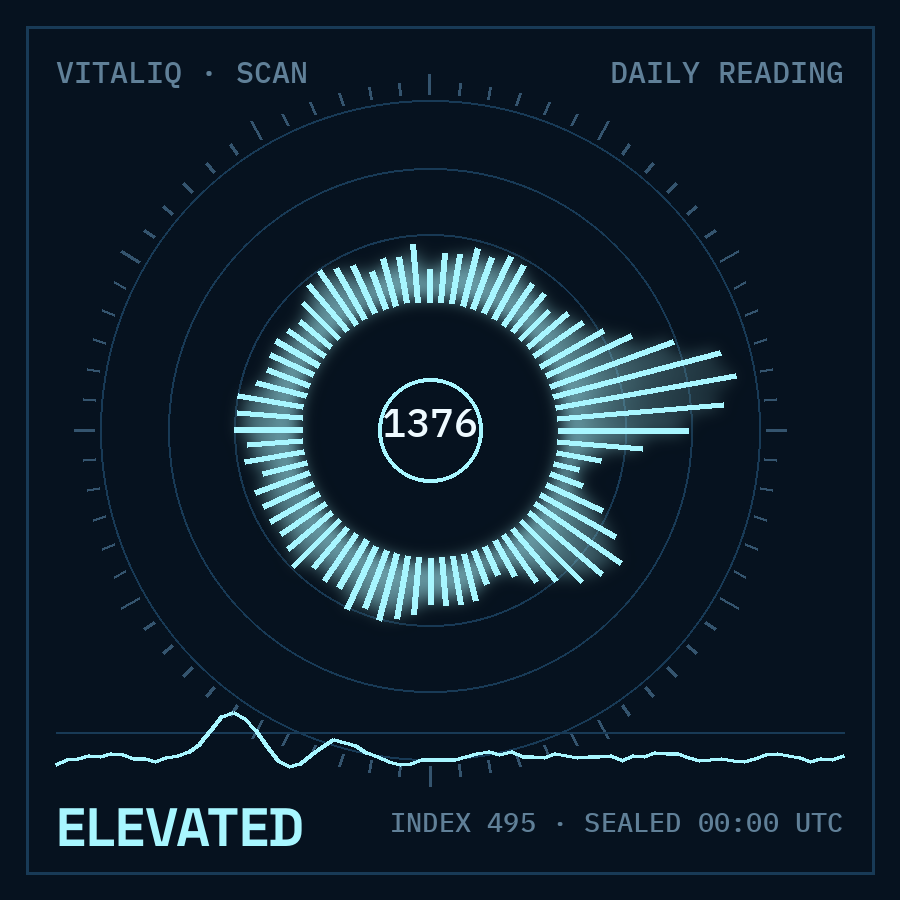 VITALIQ · SCAN
DAILY READING
1376
ELEVATED
INDEX 495 · SEALED 00:00 UTC